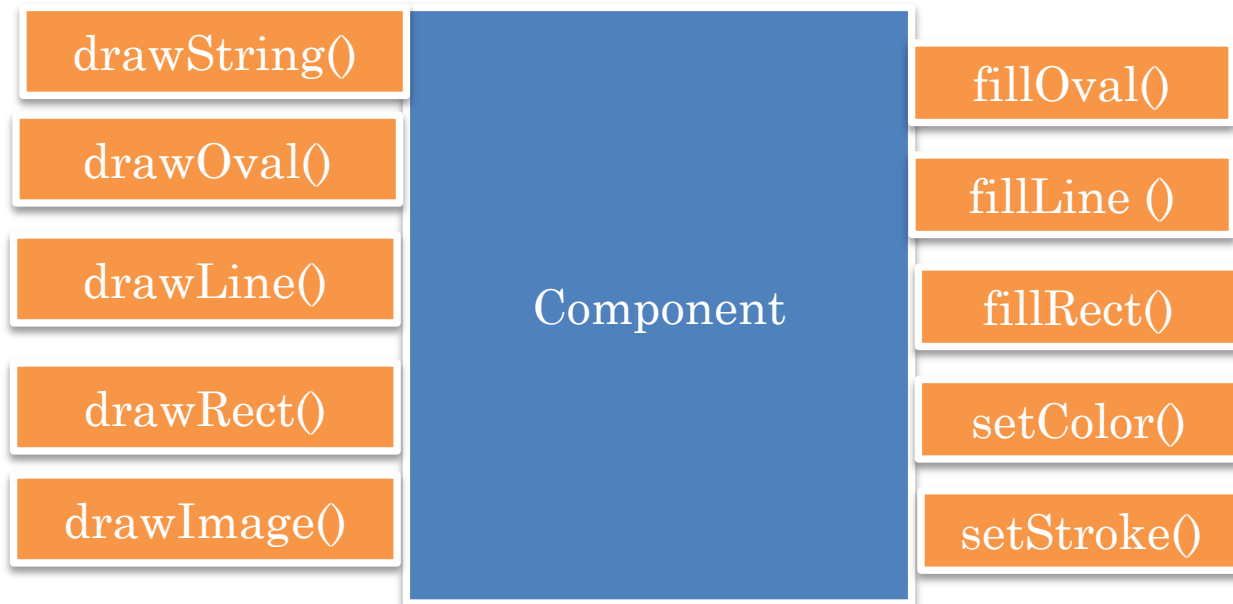 drawString()
drawOval()
drawLine()
drawRect()
drawImage()
Component
fillOval()
fillLine ()
fillRect()
setColor()
setStroke()